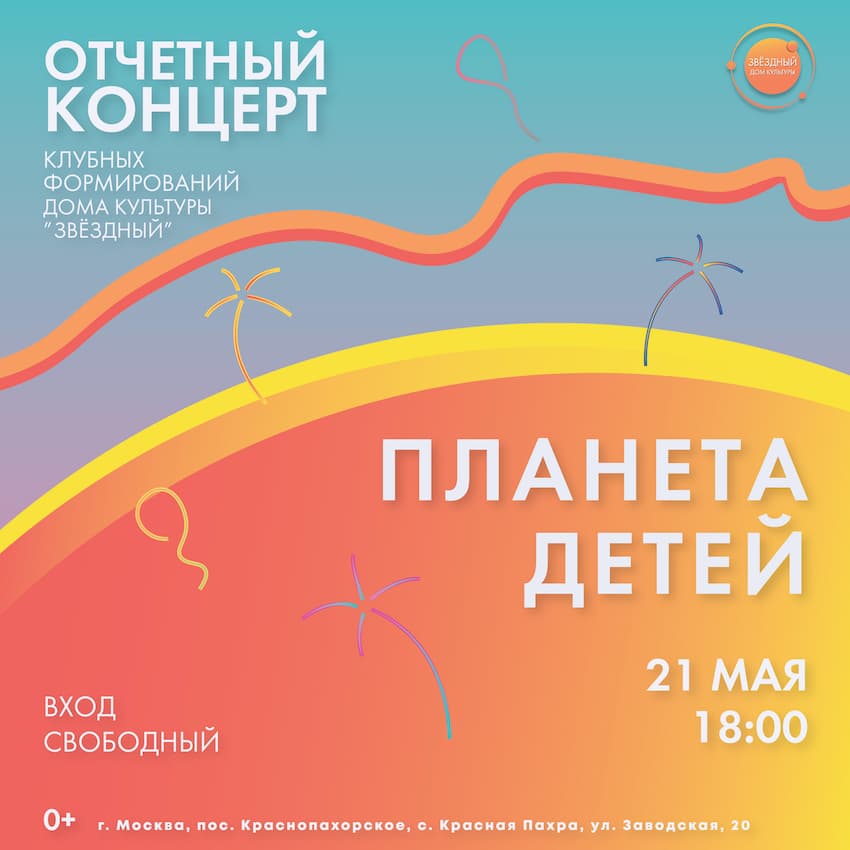 ОТЧЕТНЫЙ
КОНЦЕРТ
КЛУБНЫХ
ФОРМИРОВАНИЙ
ДОМА КУЛЬТУРЫ
"ЗВЁЗДНЫЙ"
ЗВЁЗДНЫЙ
ДОМ КУЛЬТУРЫ
ПЛАНЕТА
ДЕТЕЙ
21 МАЯ
18:00
ВХОД
СВОБОДНЫЙ
0+ г. Москва, пос. Краснопахорское, с. Красная Пахра, ул. Заводская, 20